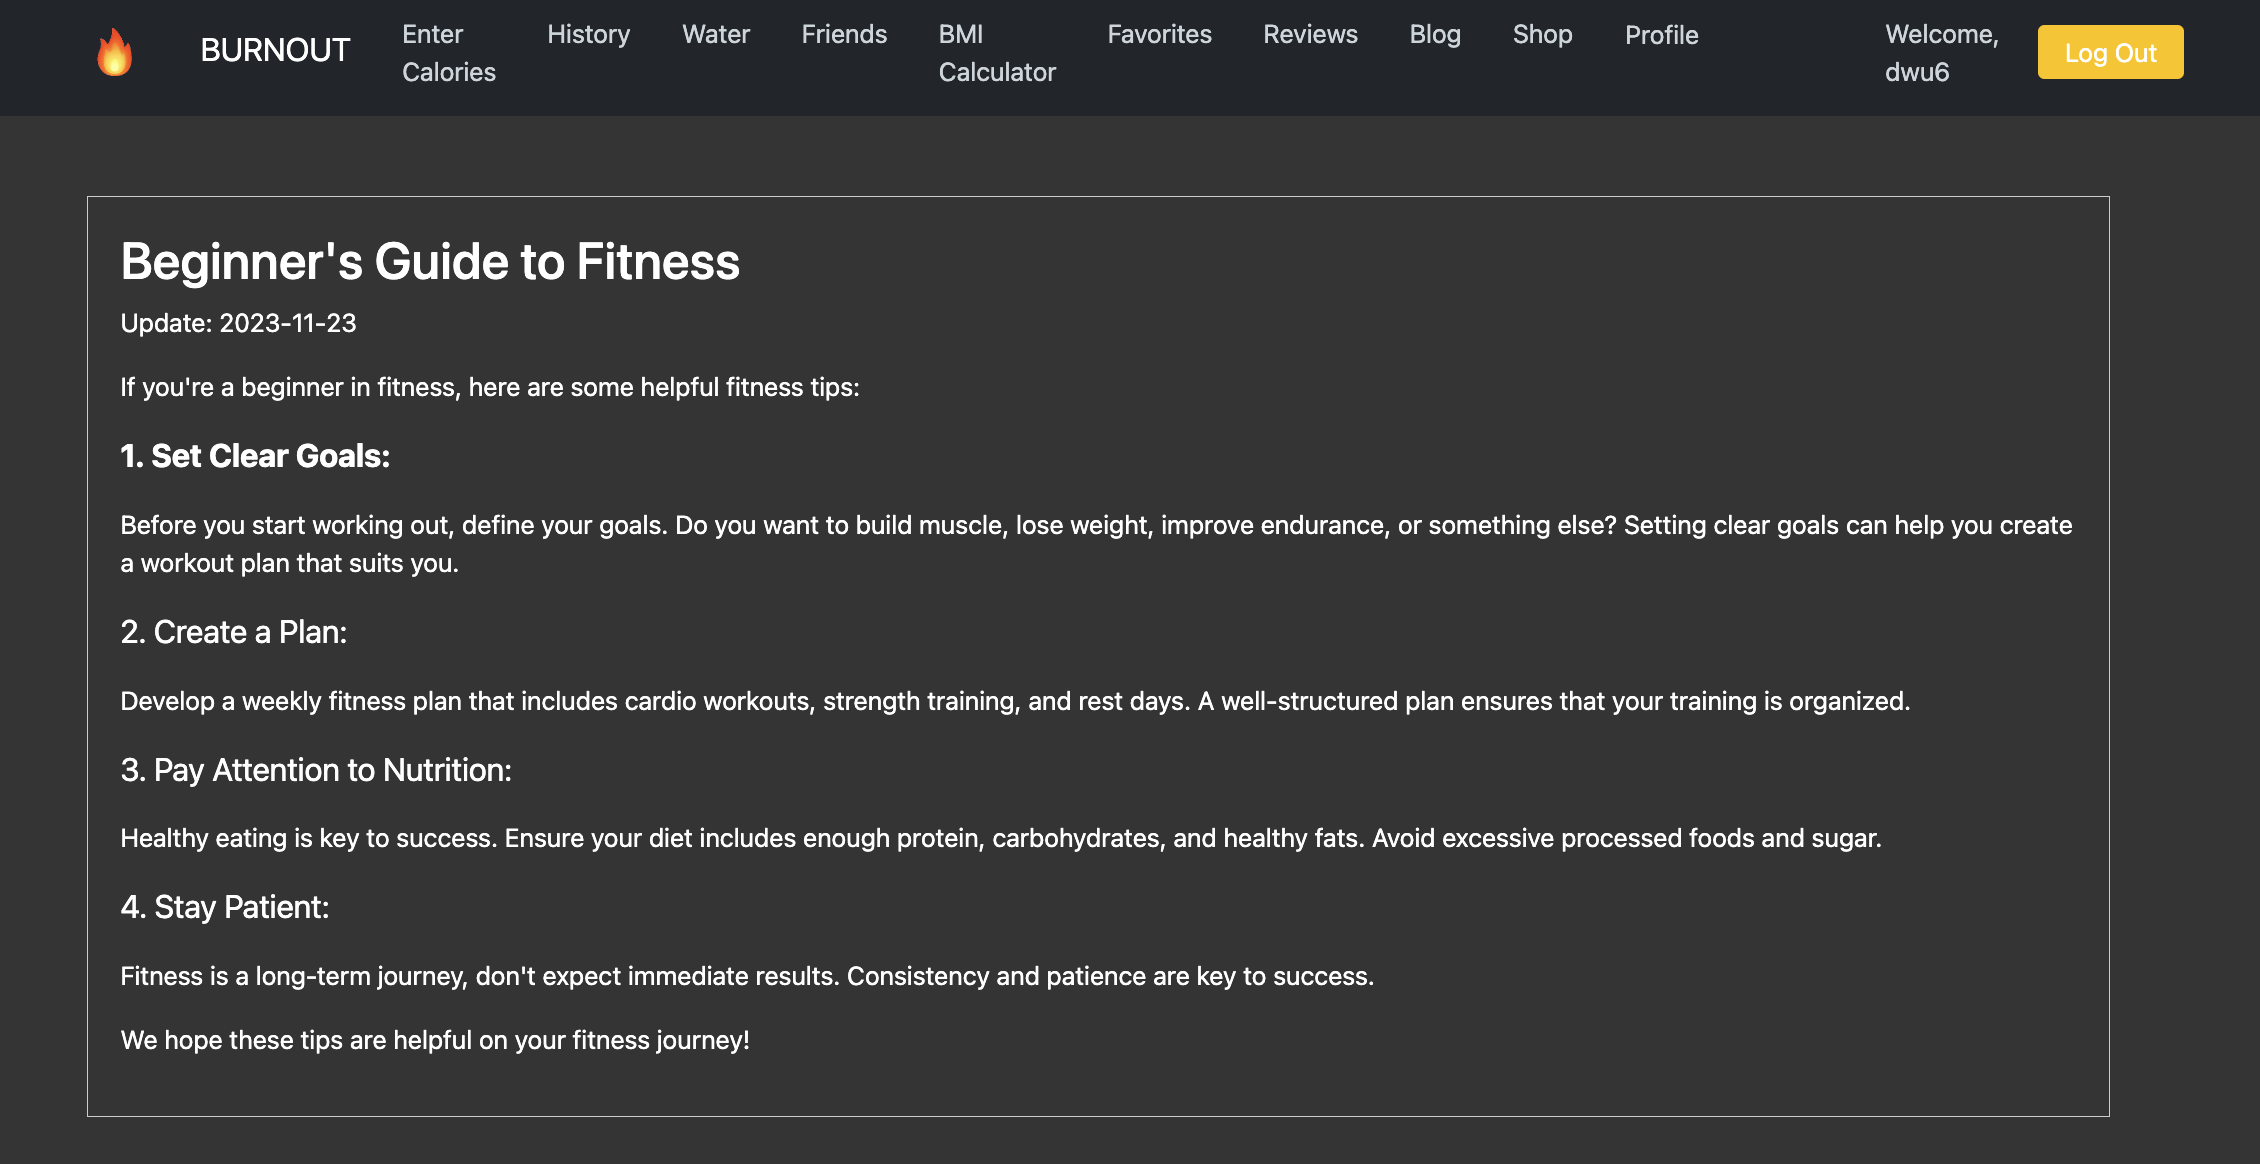 BURNOUT
Enter
Calories
History
Water
Friends
BMI
Calculator
Favorites
Reviews
Blog
Shop
Profile
Welcome,
dwu6
Log Out
Beginner's Guide to Fitness
Update: 2023-11-23
If you're a beginner in fitness, here are some helpful fitness tips:
1. Set Clear Goals:
Before you start working out, define your goals. Do you want to build muscle, lose weight, improve endurance, or something else? Setting clear goals can help you create
a workout plan that suits you.
2. Create a Plan:
Develop a weekly fitness plan that includes cardio workouts, strength training, and rest days. A well-structured plan ensures that your training is organized.
3. Pay Attention to Nutrition:
Healthy eating is key to success. Ensure your diet includes enough protein, carbohydrates, and healthy fats. Avoid excessive processed foods and sugar.
4. Stay Patient:
Fitness is a long-term journey, don't expect immediate results. Consistency and patience are key to success.
We hope these tips are helpful on your fitness journey!